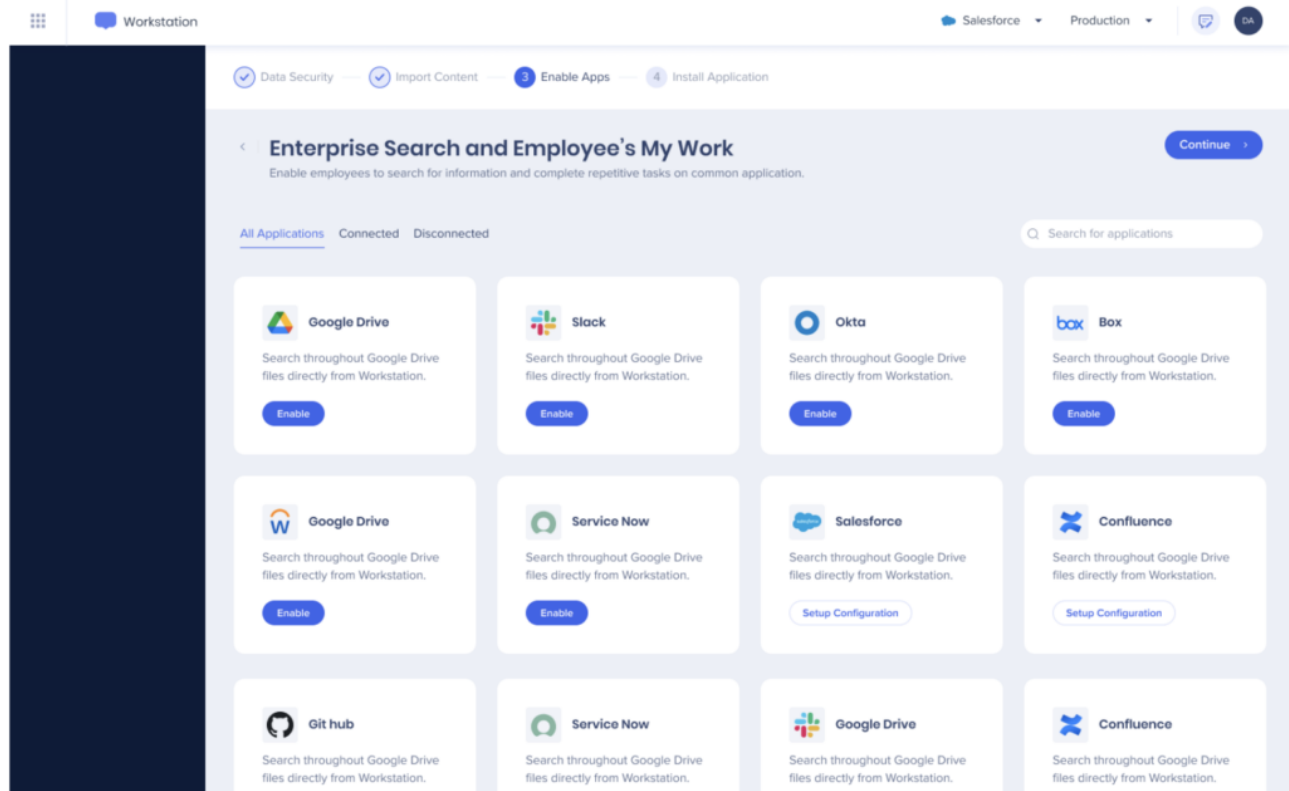 Workstation
Salesforce
Production
DA
Data Security
Import Content
3 Enable Apps
4 Install Application
Enterprise Search and Employee's My Work
Continue
Enable employees to search for information and complete repetitive tasks on common application.
All Applications Connected Disconnected
Search for applications
Google Drive
Search throughout Google Drive
files directly from Workstation.
Enable
Slack
Search throughout Google Drive
files directly from Workstation.
Enable
Okta
Search throughout Google Drive
files directly from Workstation.
Enable
box
Box
Search throughout Google Drive
files directly from Workstation.
Enable
W
Google Drive
Search throughout Google Drive
files directly from Workstation.
Enable
Service Now
Search throughout Google Drive
files directly from Workstation.
Enable
Salesforce
Search throughout Google Drive
files directly from Workstation.
Setup Configuration
Confluence
Search throughout Google Drive
files directly from Workstation.
Setup Configuration
Git hub
Search throughout Google Drive
files directly from Workstation.
Service Now
Search throughout Google Drive
files directly from Workstation.
Google Drive
Search throughout Google Drive
files directly from Workstation.
Confluence
Search throughout Google Drive
files directly from Workstation.